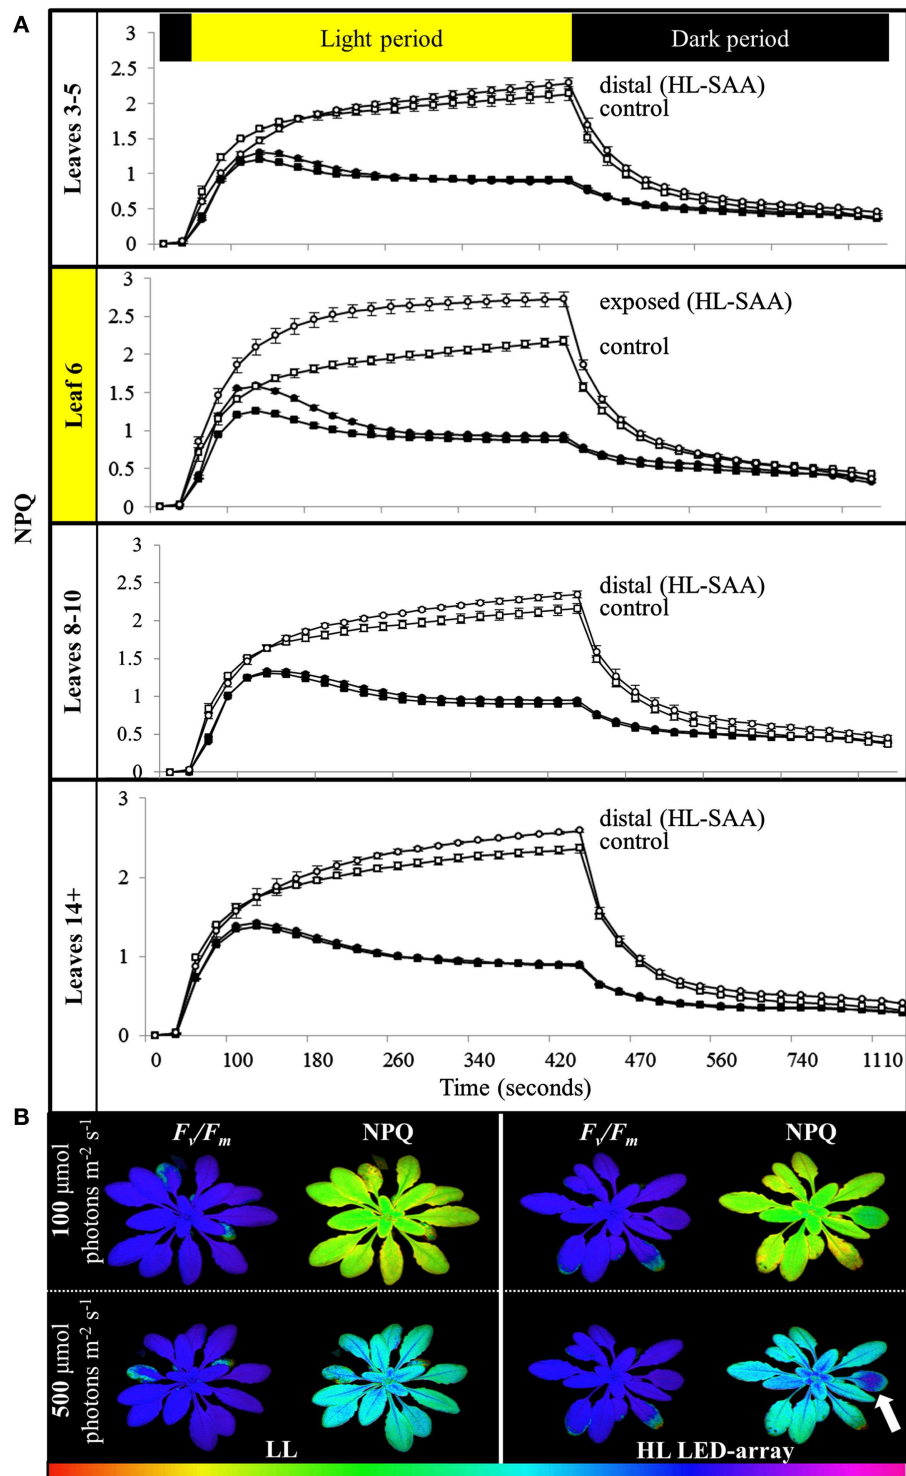 A
Light period
Dark period
NPQ
Leaves 3-5
3
2.5
2
1.5
1
0.5
0
distal (HL-SAA)
control
Leaf 6
3
2.5
2
1.5
1
0.5
0
exposed (HL-SAA)
control
Leaves 8-10
3
2.5
2
1.5
1
0.5
0
distal (HL-SAA)
control
Leaves 14+
3
2
1
0
distal (HL-SAA)
control
0 100 180 260 340 420 470 560 740 1110
Time (seconds)
B
Fv/Fm NPQ Fv/Fm NPQ
100 μmol
photons m-2 s-1
500 μmol
photons m-2 s-1
LL HL LED-array